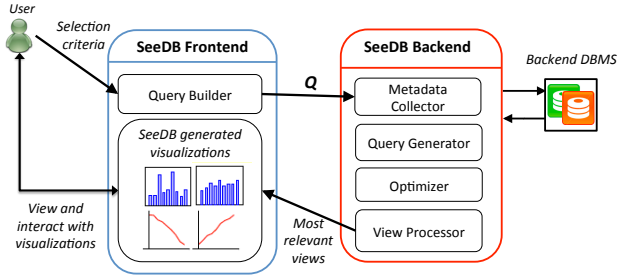 User
Selection
criteria
SeeDB Frontend
Query Builder
SeeDB generated
visualizations
View and
interact with
visualizations
Q
Most
relevant
views
SeeDB Backend
Metadata
Collector
Query Generator
Optimizer
View Processor
Backend DBMS